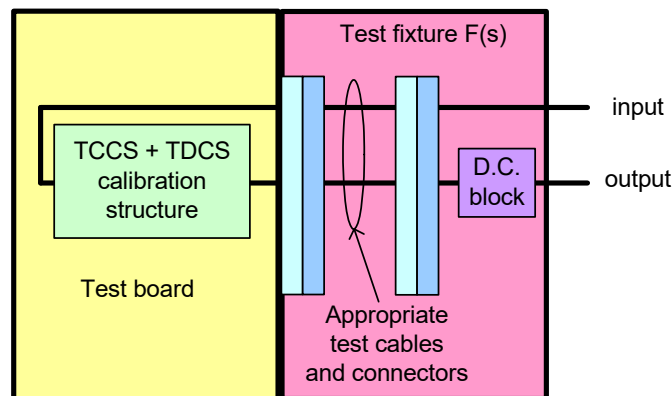 Test fixture F(s)
input
TCCS + TDCS
calibration
structure
D.C.
block
output
Test board
Appropriate
test cables
and connectors